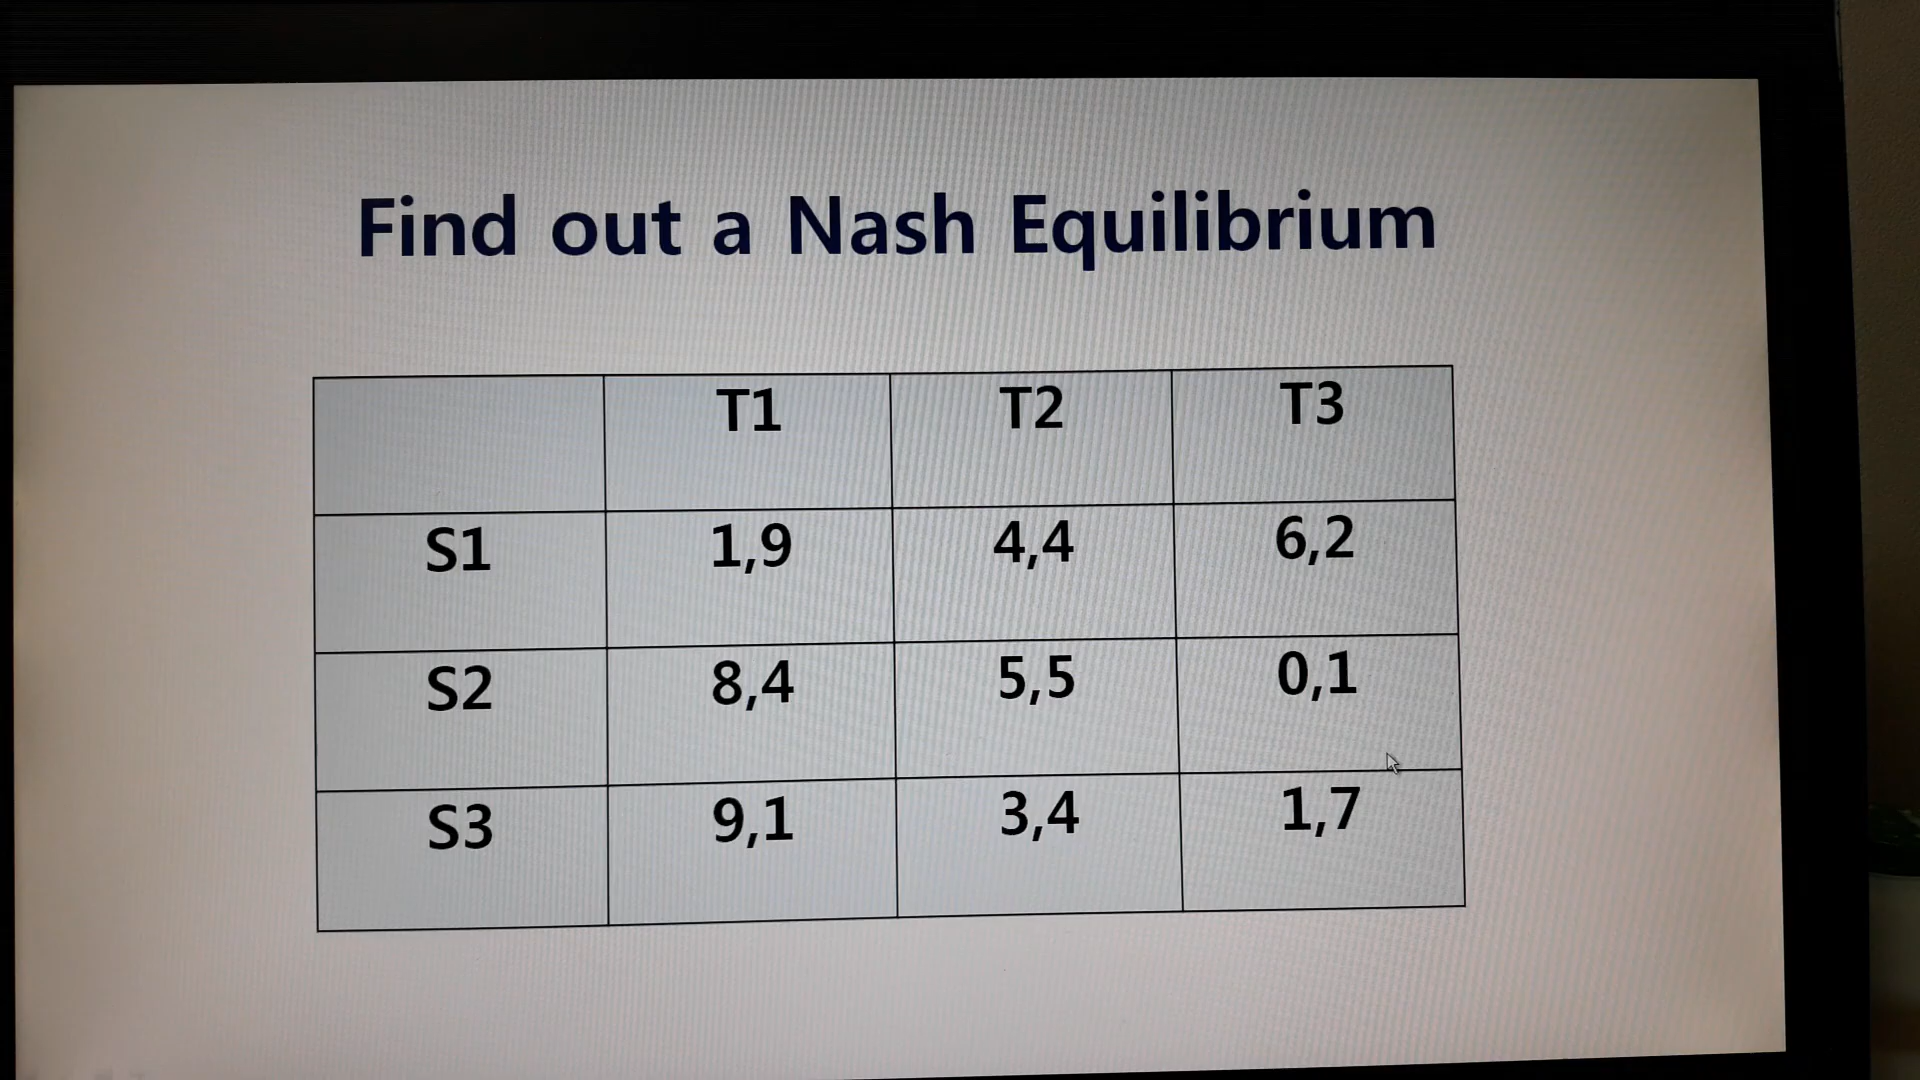 Find out a Nash Equilibrium
T1 T2 T3
S1 1,9 4,4 6,2
S2 8,4 5,5 0,1
S3 9,1 3,4 1,7